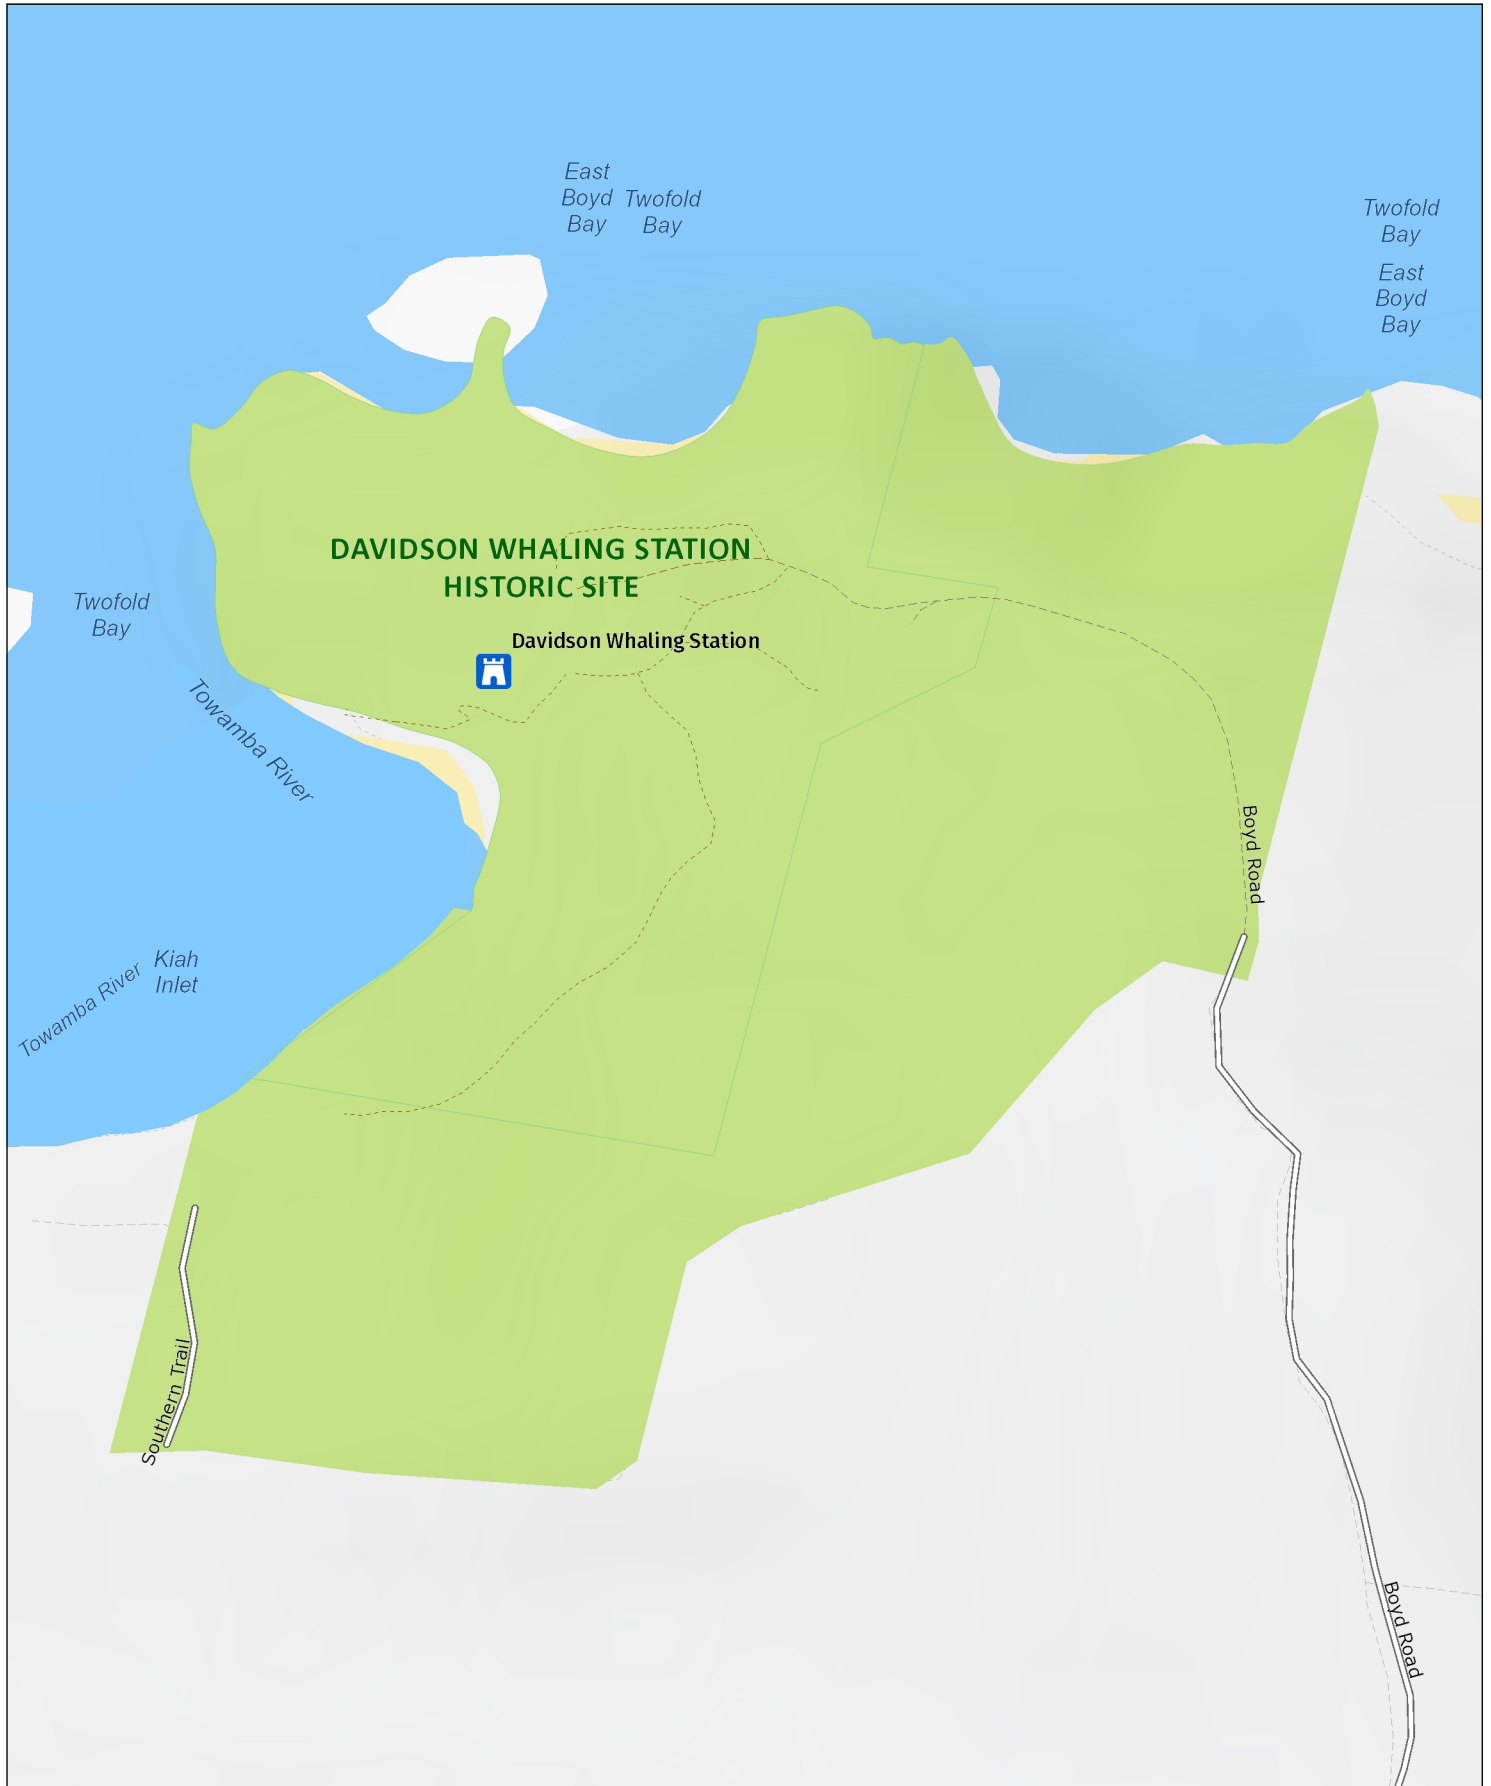 East
Boyd
Bay
Twofold
Bay
Twofold
Bay
East
Boyd
Bay
DAVIDSON WHALING STATION
HISTORIC SITE
Twofold
Bay
Davidson Whaling Station
Towamba River
Boyd Road
Kiah
Inlet
Towamba River
Southern Trail
Boyd Road